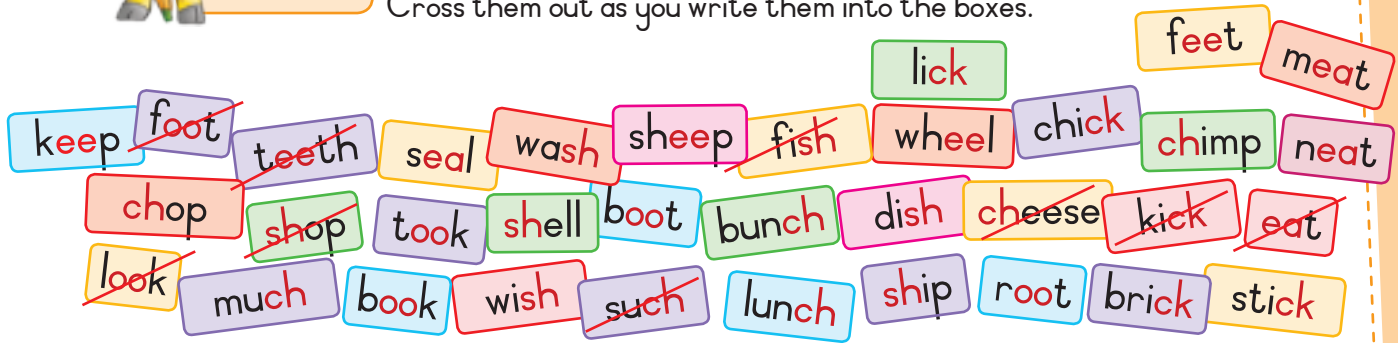 Cross them out as you write them into the boxes.
lick
feet
meat
keep
foot
teeth
seal
wash
sheep
fish
wheel
chick
chimp
neat
chop
shop
took
shell
boot
bunch
dish
cheese
kick
eat
look
much
book
wish
such
lunch
ship
root
brick
stick